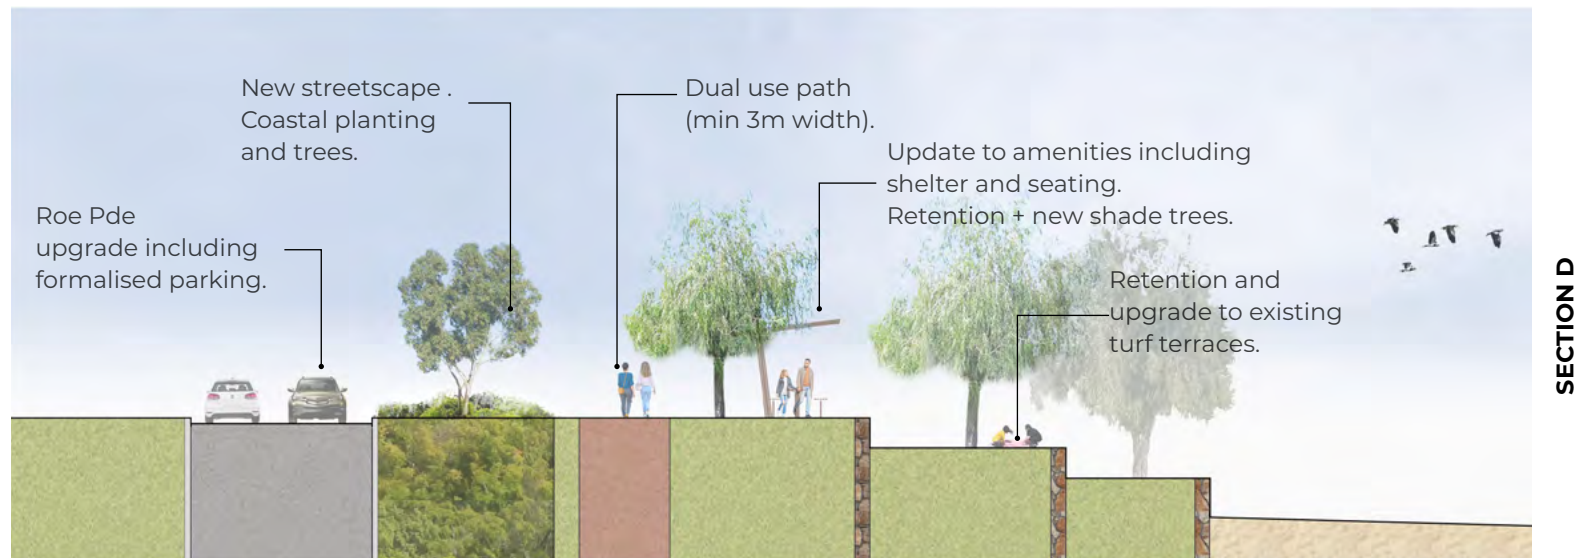 New streetscape .
Coastal planting
and trees.
Dual use path
(min 3m width).
Update to amenities including
shelter and seating.
Retention + new shade trees.
Roe Pde
upgrade including
formalised parking.
Retention and
upgrade to existing
turf terraces.
SECTION D